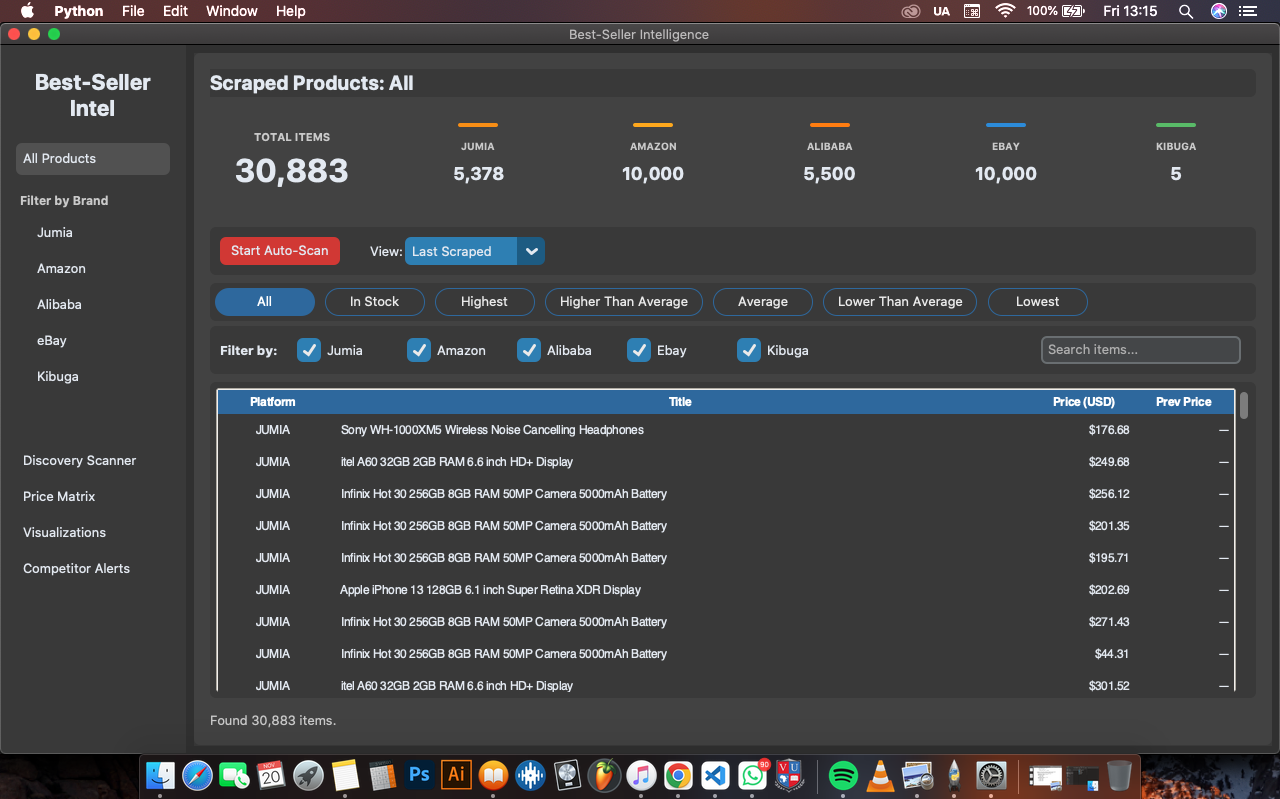 Python File Edit Window Help UA 100% Fri 13:15
Best-Seller Intelligence
Best-Seller
Intel
All Products
Filter by Brand
Jumia
Amazon
Alibaba
eBay
Kibuga
Discovery Scanner
Price Matrix
Visualizations
Competitor Alerts
Scraped Products: All
TOTAL ITEMS JUMIA AMAZON ALIBABA EBAY KIBUGA
30,883 5,378 10,000 5,500 10,000 5
Start Auto-Scan View: Last Scraped
All In Stock Highest Higher Than Average Average Lower Than Average Lowest
Filter by: Jumia Amazon Alibaba Ebay Kibuga Search items...
Platform Title Price (USD) Prev Price
JUMIA Sony WH-1000XM5 Wireless Noise Cancelling Headphones $176.68 —
JUMIA itel A60 32GB 2GB RAM 6.6 inch HD+ Display $249.68 —
JUMIA Infinix Hot 30 256GB 8GB RAM 50MP Camera 5000mAh Battery $256.12 —
JUMIA Infinix Hot 30 256GB 8GB RAM 50MP Camera 5000mAh Battery $201.35 —
JUMIA Infinix Hot 30 256GB 8GB RAM 50MP Camera 5000mAh Battery $195.71 —
JUMIA Apple iPhone 13 128GB 6.1 inch Super Retina XDR Display $202.69 —
JUMIA Infinix Hot 30 256GB 8GB RAM 50MP Camera 5000mAh Battery $271.43 —
JUMIA Infinix Hot 30 256GB 8GB RAM 50MP Camera 5000mAh Battery $44.31 —
JUMIA itel A60 32GB 2GB RAM 6.6 inch HD+ Display $301.52 —
Found 30,883 items.
NOV 20 Ps Ai 90 VU